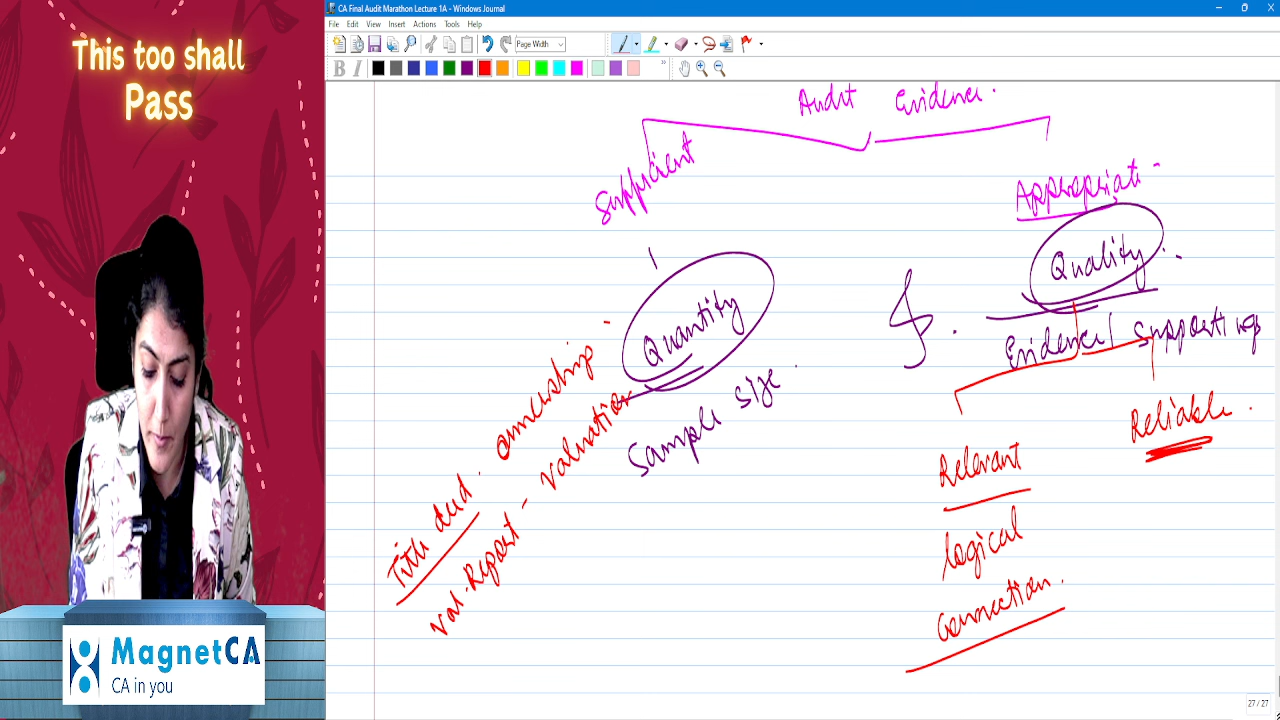 This too shall
Pass
CA Final Audit Marathon Lecture 1A - Windows Journal
File Edit View Insert Actions Tools Help
Page Width
B I
Audit Evidence.
Sufficient
Appropriate
Quantity
Quality.
Sample size.
Evidence supporting
Title deed. ownership
Val. Report - valuation
Relevant
Reliable.
logical
connection.
27 / 27
MagnetCA
CA in you